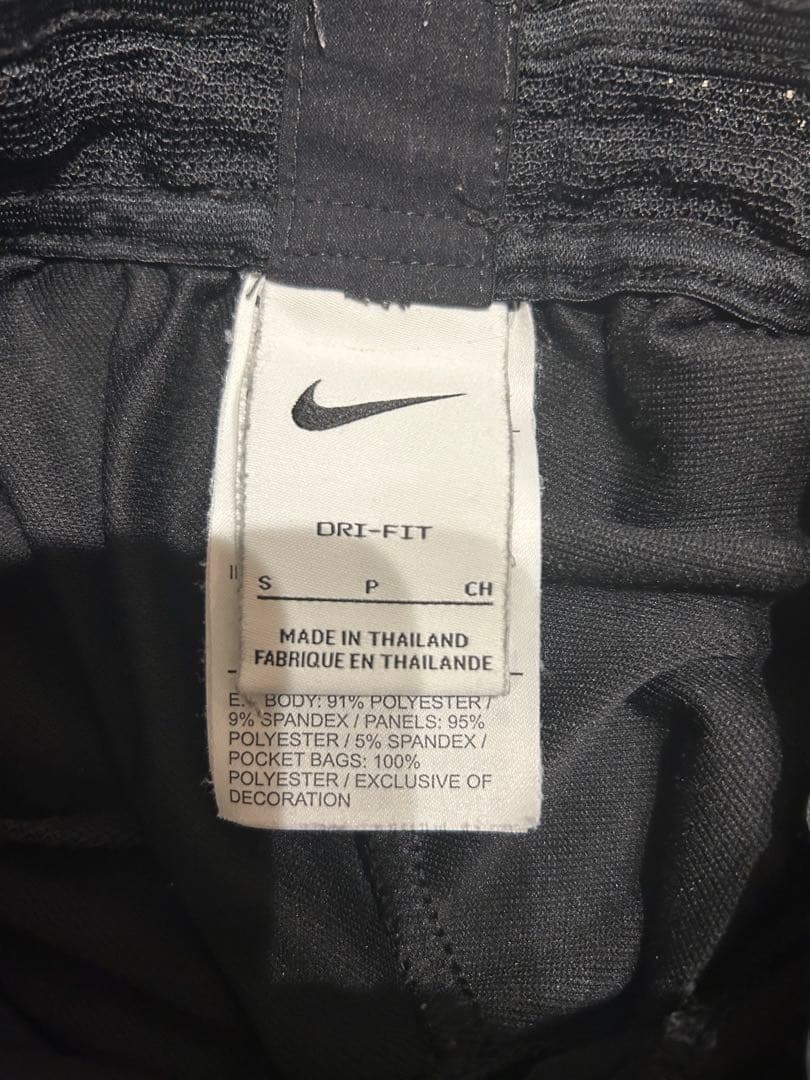 DRI-FIT
S P CH
MADE IN THAILAND
FABRIQUE EN THAILANDE
BODY: 91% POLYESTER /
9% SPANDEX / PANELS: 95%
POLYESTER / 5% SPANDEX /
POCKET BAGS: 100%
POLYESTER / EXCLUSIVE OF
DECORATION